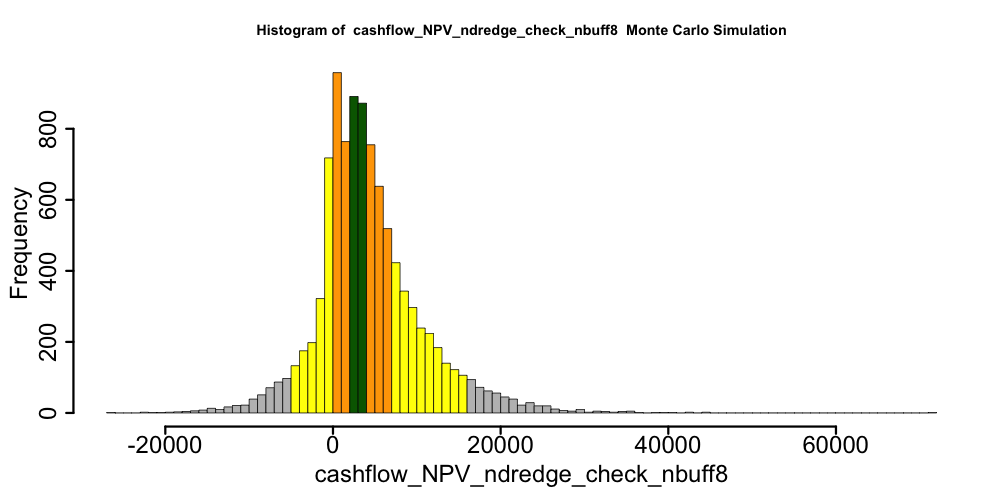 Histogram of  cashflow_NPV_ndredge_check_nbuff8  Monte Carlo Simulation
Frequency
800
600
400
200
0
-20000 0 20000 40000 60000
cashflow_NPV_ndredge_check_nbuff8